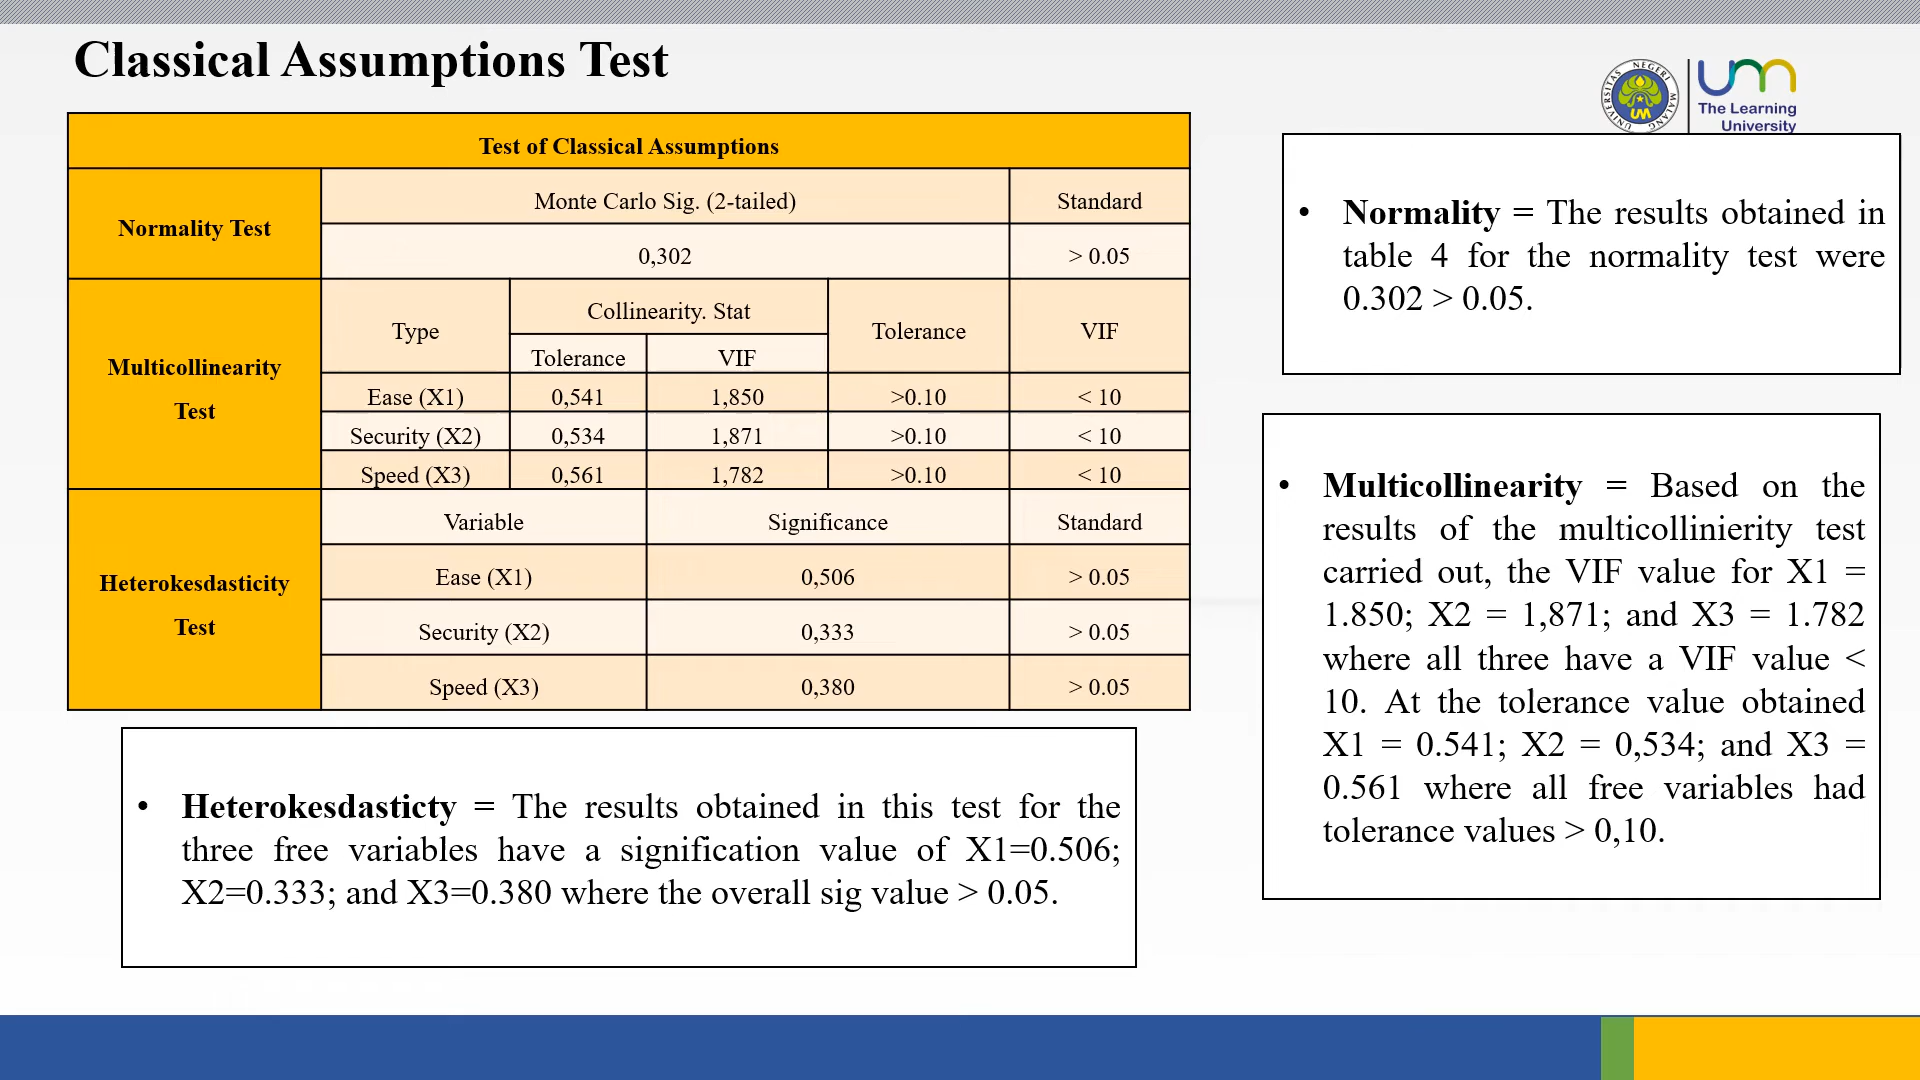 Classical Assumptions Test
UNIVERSITAS NEGERI MALANG
UM
um
The Learning
University
Test of Classical Assumptions
Normality Test
Monte Carlo Sig. (2-tailed)
Standard
0,302
> 0.05
Multicollinearity
Test
Type
Collinearity. Stat
Tolerance
VIF
Tolerance
VIF
Ease (X1)
0,541
1,850
>0.10
< 10
Security (X2)
0,534
1,871
>0.10
< 10
Speed (X3)
0,561
1,782
>0.10
< 10
Heterokesdasticity
Test
Variable
Significance
Standard
Ease (X1)
0,506
> 0.05
Security (X2)
0,333
> 0.05
Speed (X3)
0,380
> 0.05
• Normality = The results obtained in
table 4 for the normality test were
0.302 > 0.05.
• Multicollinearity = Based on the
results of the multicollinierity test
carried out, the VIF value for X1 =
1.850; X2 = 1,871; and X3 = 1.782
where all three have a VIF value <
10. At the tolerance value obtained
X1 = 0.541; X2 = 0,534; and X3 =
0.561 where all free variables had
tolerance values > 0,10.
• Heterokesdasticty = The results obtained in this test for the
three free variables have a signification value of X1=0.506;
X2=0.333; and X3=0.380 where the overall sig value > 0.05.